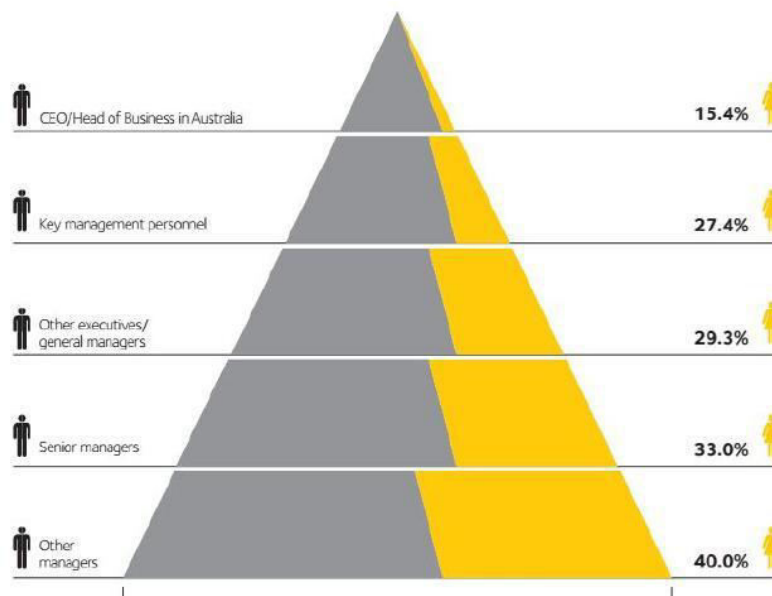 CEO/Head of Business in Australia
15.4%
Key management personnel
27.4%
Other executives/
general managers
29.3%
Senior managers
33.0%
Other
managers
40.0%